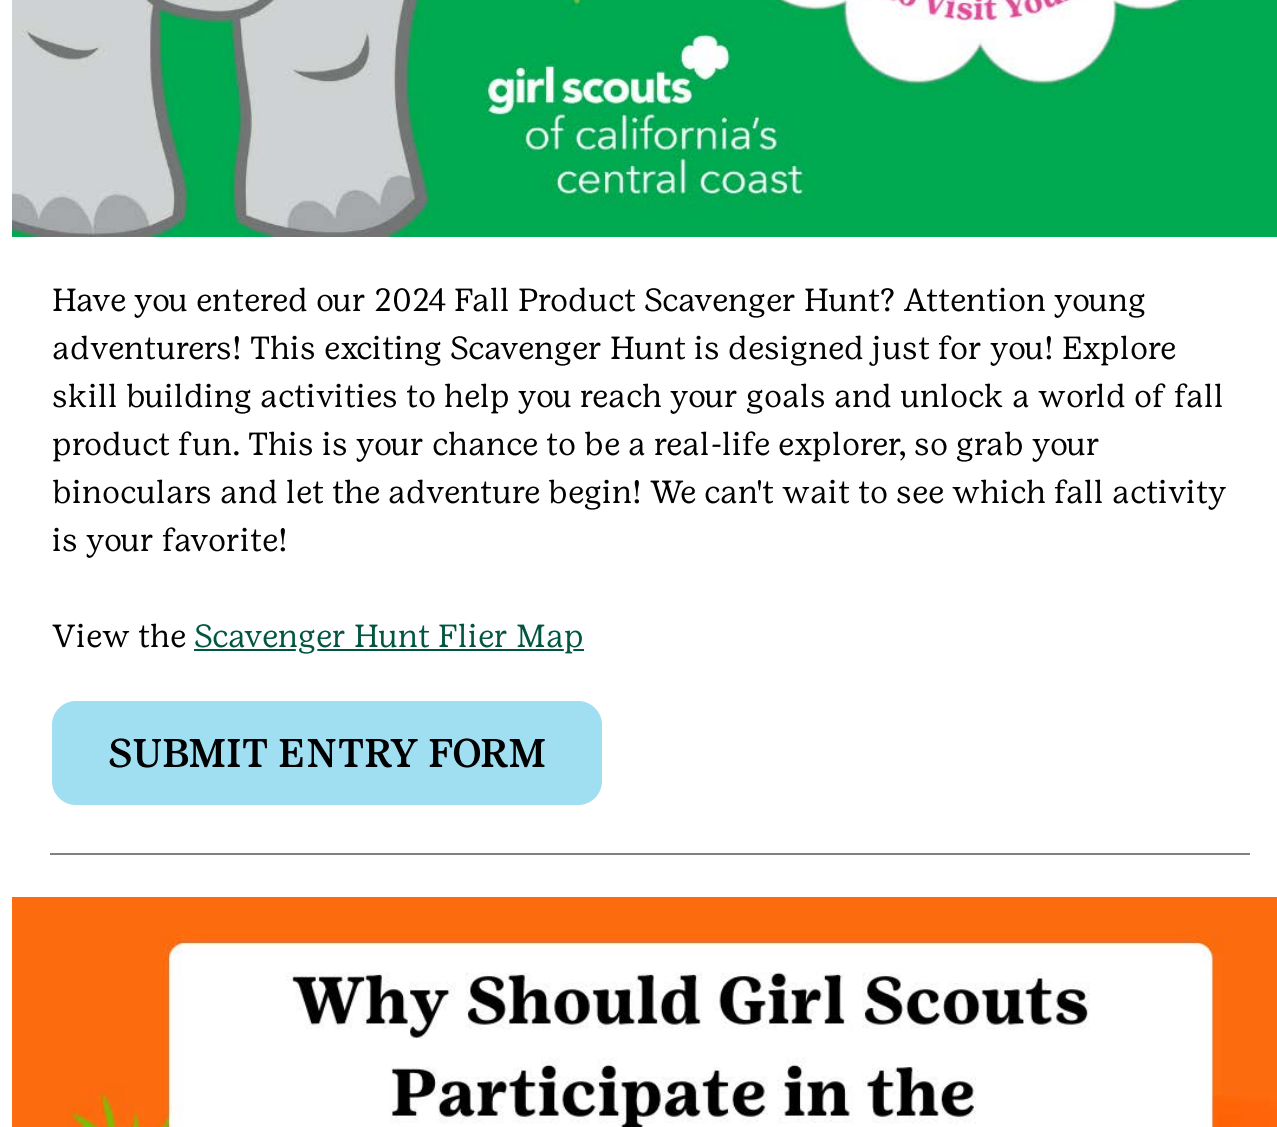 Visit You
girl scouts
of california's
central coast
Have you entered our 2024 Fall Product Scavenger Hunt? Attention young
adventurers! This exciting Scavenger Hunt is designed just for you! Explore
skill building activities to help you reach your goals and unlock a world of fall
product fun. This is your chance to be a real-life explorer, so grab your
binoculars and let the adventure begin! We can't wait to see which fall activity
is your favorite!
View the Scavenger Hunt Flier Map
SUBMIT ENTRY FORM
Why Should Girl Scouts
Participate in the